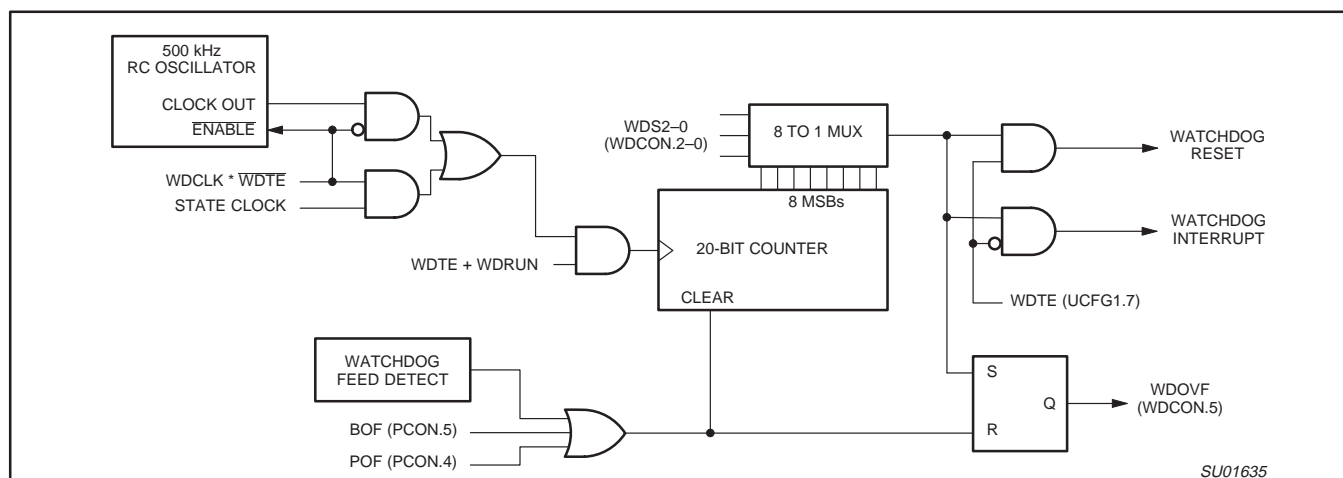 500 kHz
RC OSCILLATOR
CLOCK OUT
ENABLE
WDCLK * WDTE
STATE CLOCK
WDTE + WDRUN
WDS2–0
(WDCON.2–0)
8 TO 1 MUX
8 MSBs
20-BIT COUNTER
CLEAR
WATCHDOG
RESET
WATCHDOG
INTERRUPT
WDTE (UCFG1.7)
WATCHDOG
FEED DETECT
BOF (PCON.5)
POF (PCON.4)
S
Q
R
WDOVF
(WDCON.5)
SU01635